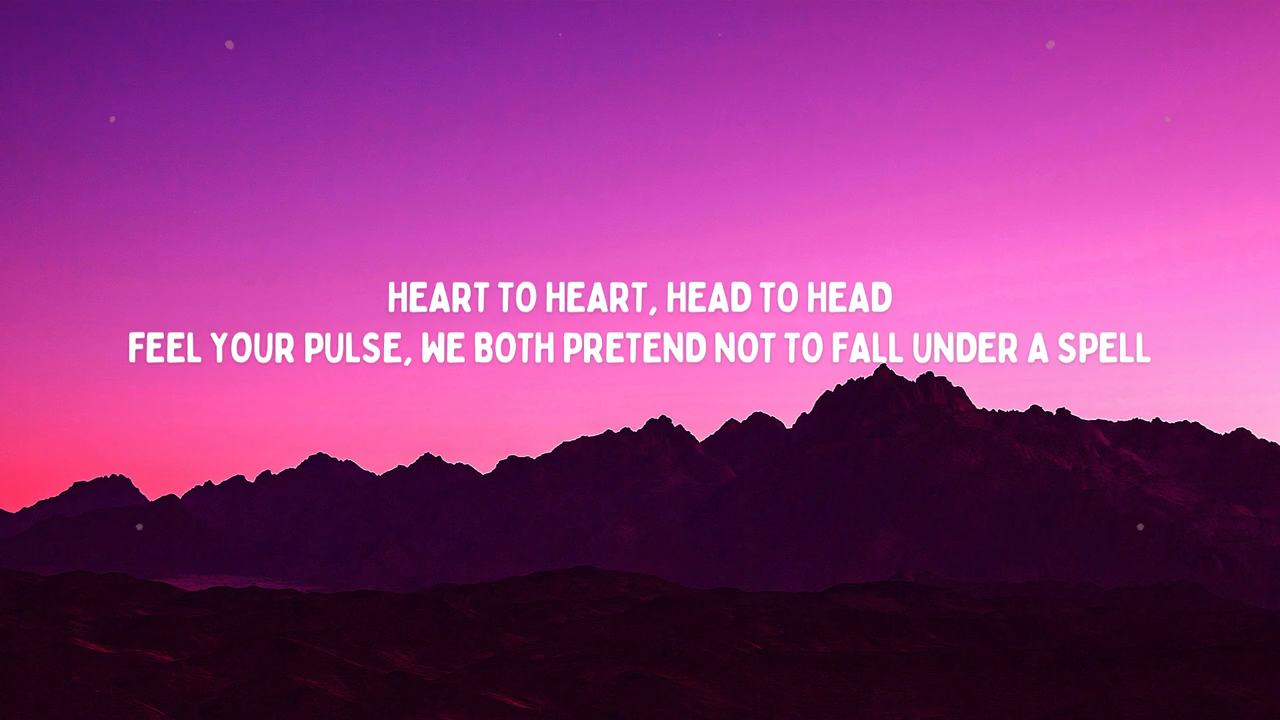 HEART TO HEART, HEAD TO HEAD
FEEL YOUR PULSE, WE BOTH PRETEND NOT TO FALL UNDER A SPELL